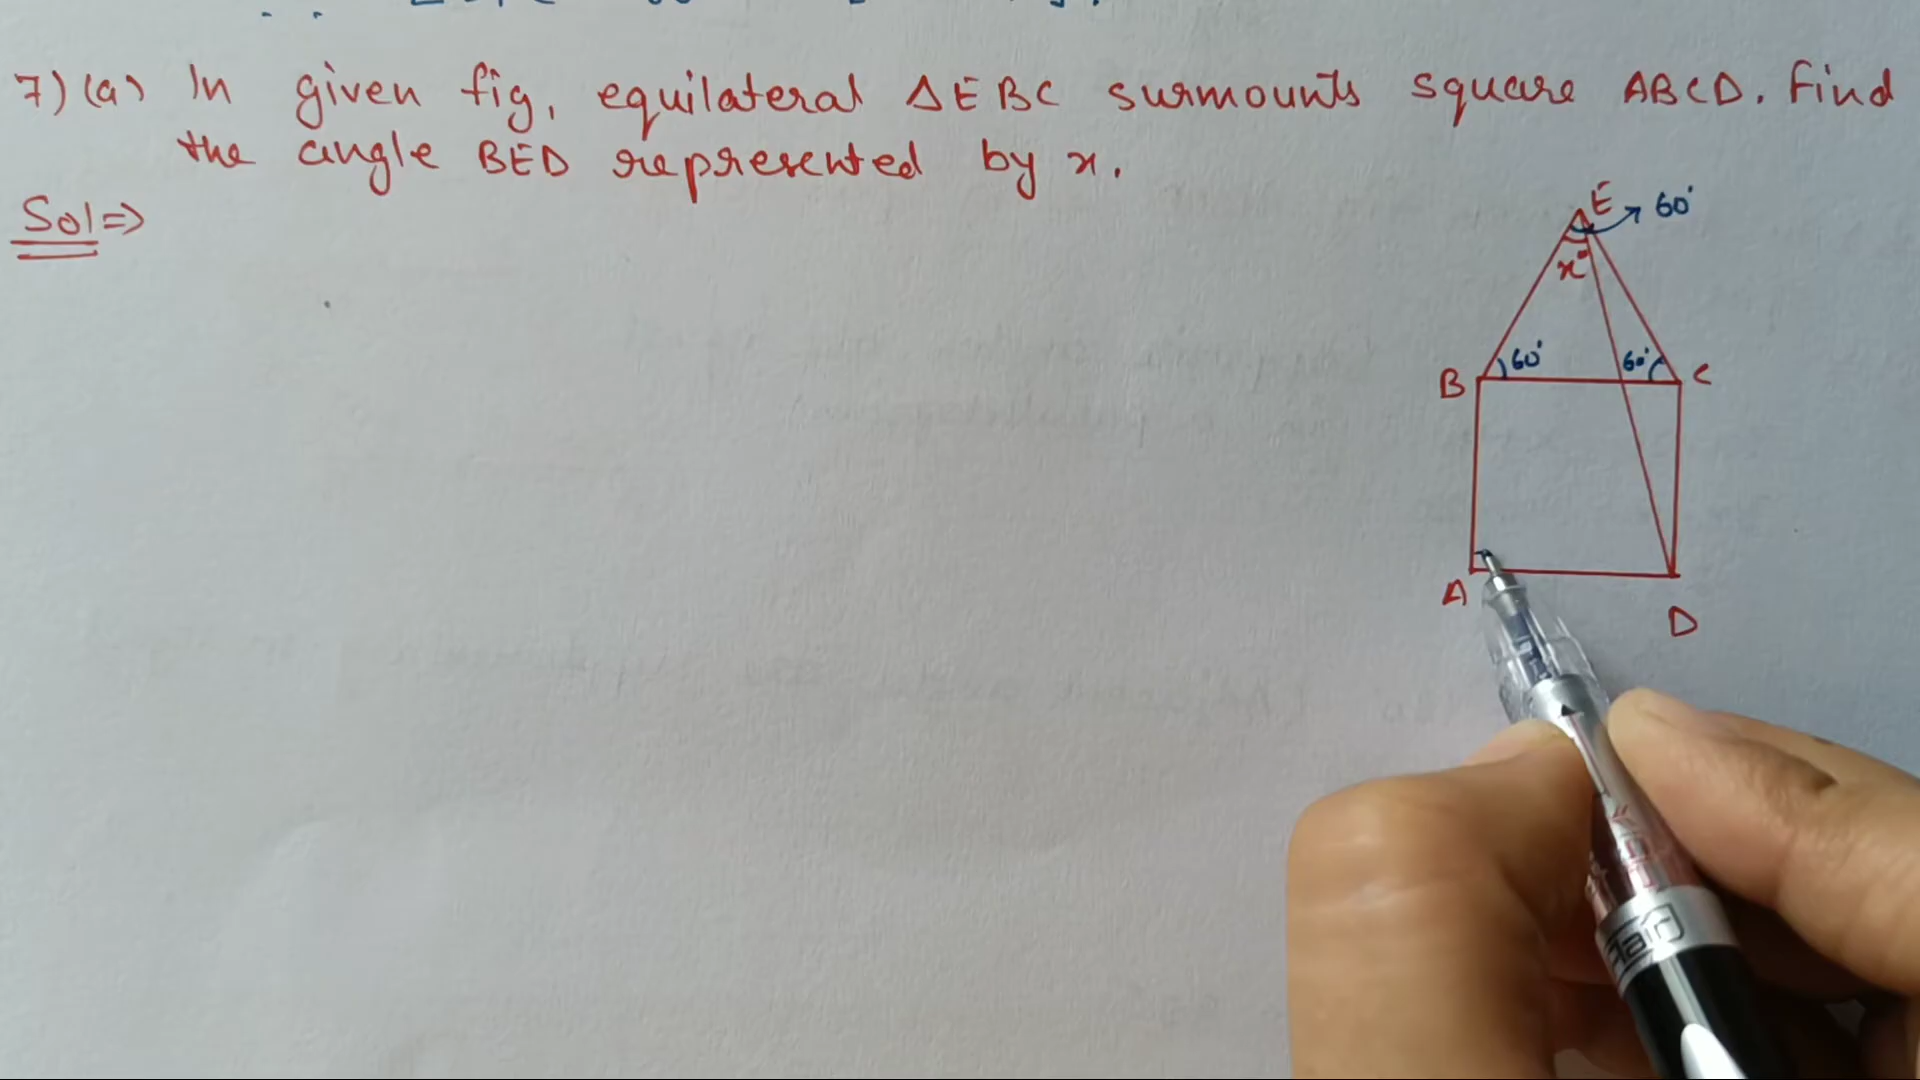 7) (a) In given fig, equilateral ΔEBC surmounts square ABCD. Find
the angle BED represented by x.
Sol⇒
E 60°
x°
B 60° 60° C
A
D
flair